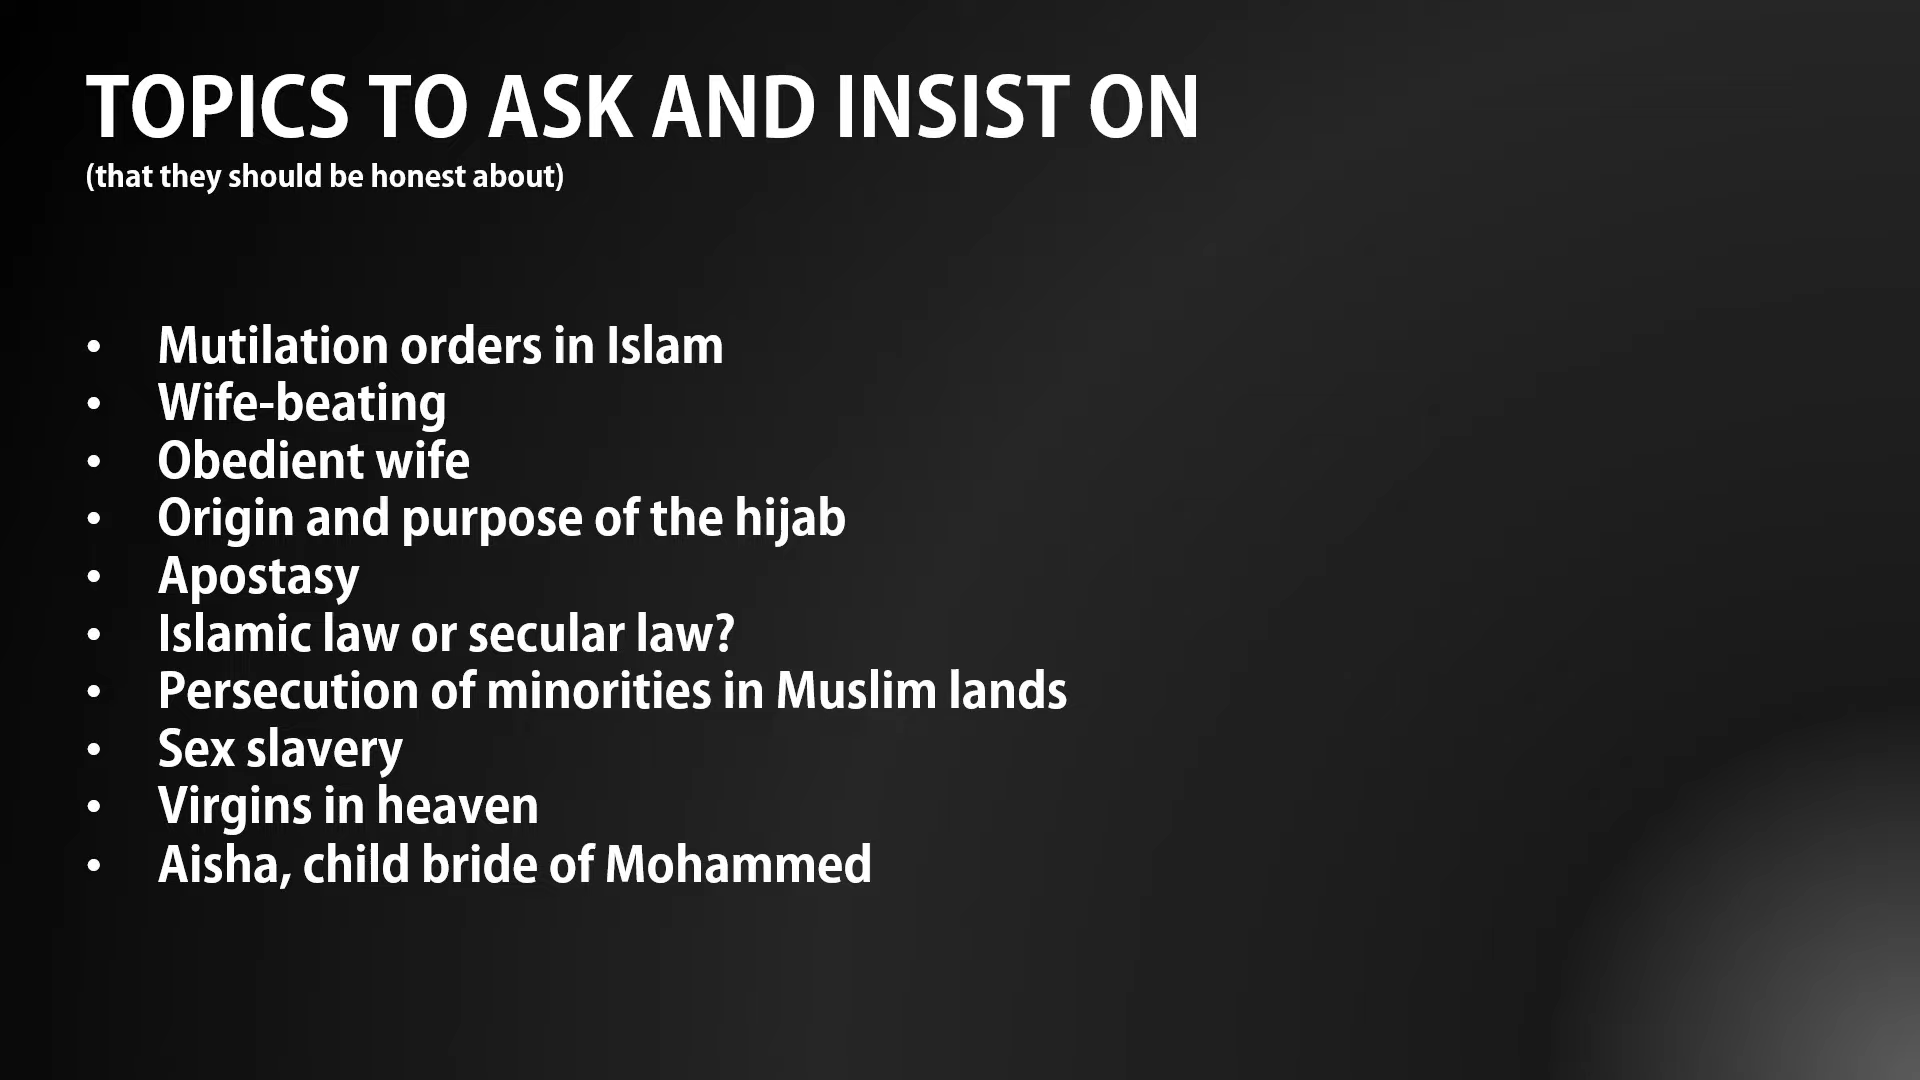 TOPICS TO ASK AND INSIST ON
(that they should be honest about)
• Mutilation orders in Islam
• Wife-beating
• Obedient wife
• Origin and purpose of the hijab
• Apostasy
• Islamic law or secular law?
• Persecution of minorities in Muslim lands
• Sex slavery
• Virgins in heaven
• Aisha, child bride of Mohammed